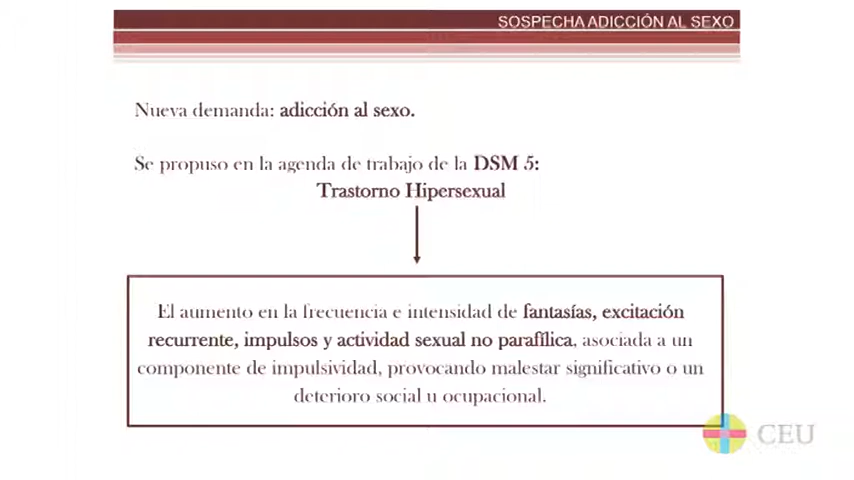 SOSPECHA ADICCIÓN AL SEXO
Nueva demanda: adicción al sexo.
Se propuso en la agenda de trabajo de la DSM 5:
Trastorno Hipersexual
El aumento en la frecuencia e intensidad de fantasías, excitación
recurrente, impulsos y actividad sexual no parafílica, asociada a un
componente de impulsividad, provocando malestar significativo o un
deterioro social u ocupacional.
CEU